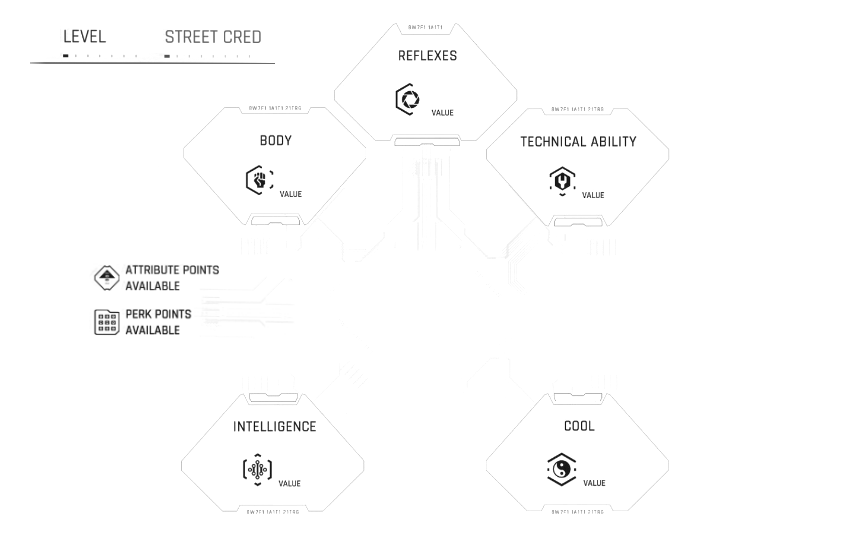 LEVEL
STREET CRED
REFLEXES
VALUE
BODY
VALUE
TECHNICAL ABILITY
VALUE
ATTRIBUTE POINTS
AVAILABLE
PERK POINTS
AVAILABLE
INTELLIGENCE
VALUE
COOL
VALUE